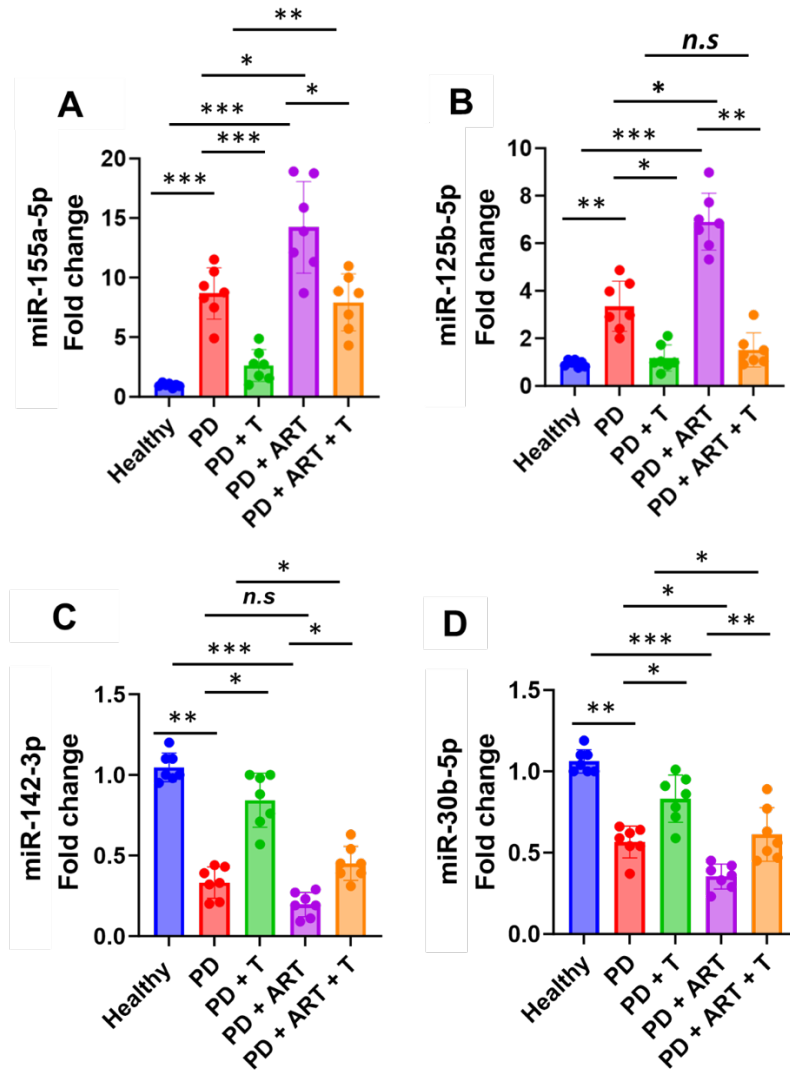 A
miR-155a-5p
Fold change
**
*
*
***
***
***
20
15
10
5
0
Healthy
PD
PD + T
PD + ART
PD + ART + T
B
miR-125b-5p
Fold change
n.s
*
**
***
*
**
10
8
6
4
2
0
Healthy
PD
PD + T
PD + ART
PD + ART + T
C
miR-142-3p
Fold change
*
n.s
*
***
*
**
1.5
1.0
0.5
0.0
Healthy
PD
PD + T
PD + ART
PD + ART + T
D
miR-30b-5p
Fold change
*
*
**
***
*
**
1.5
1.0
0.5
0.0
Healthy
PD
PD + T
PD + ART
PD + ART + T